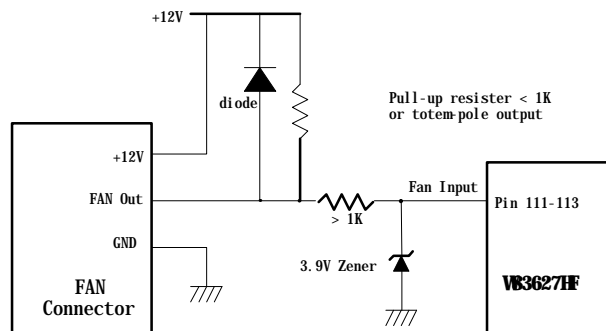 +12V
diode
Pull-up resister < 1K
or totem-pole output
+12V
FAN Out
Fan Input
Pin 111-113
> 1K
GND
3.9V Zener
W83627HF
FAN
Connector